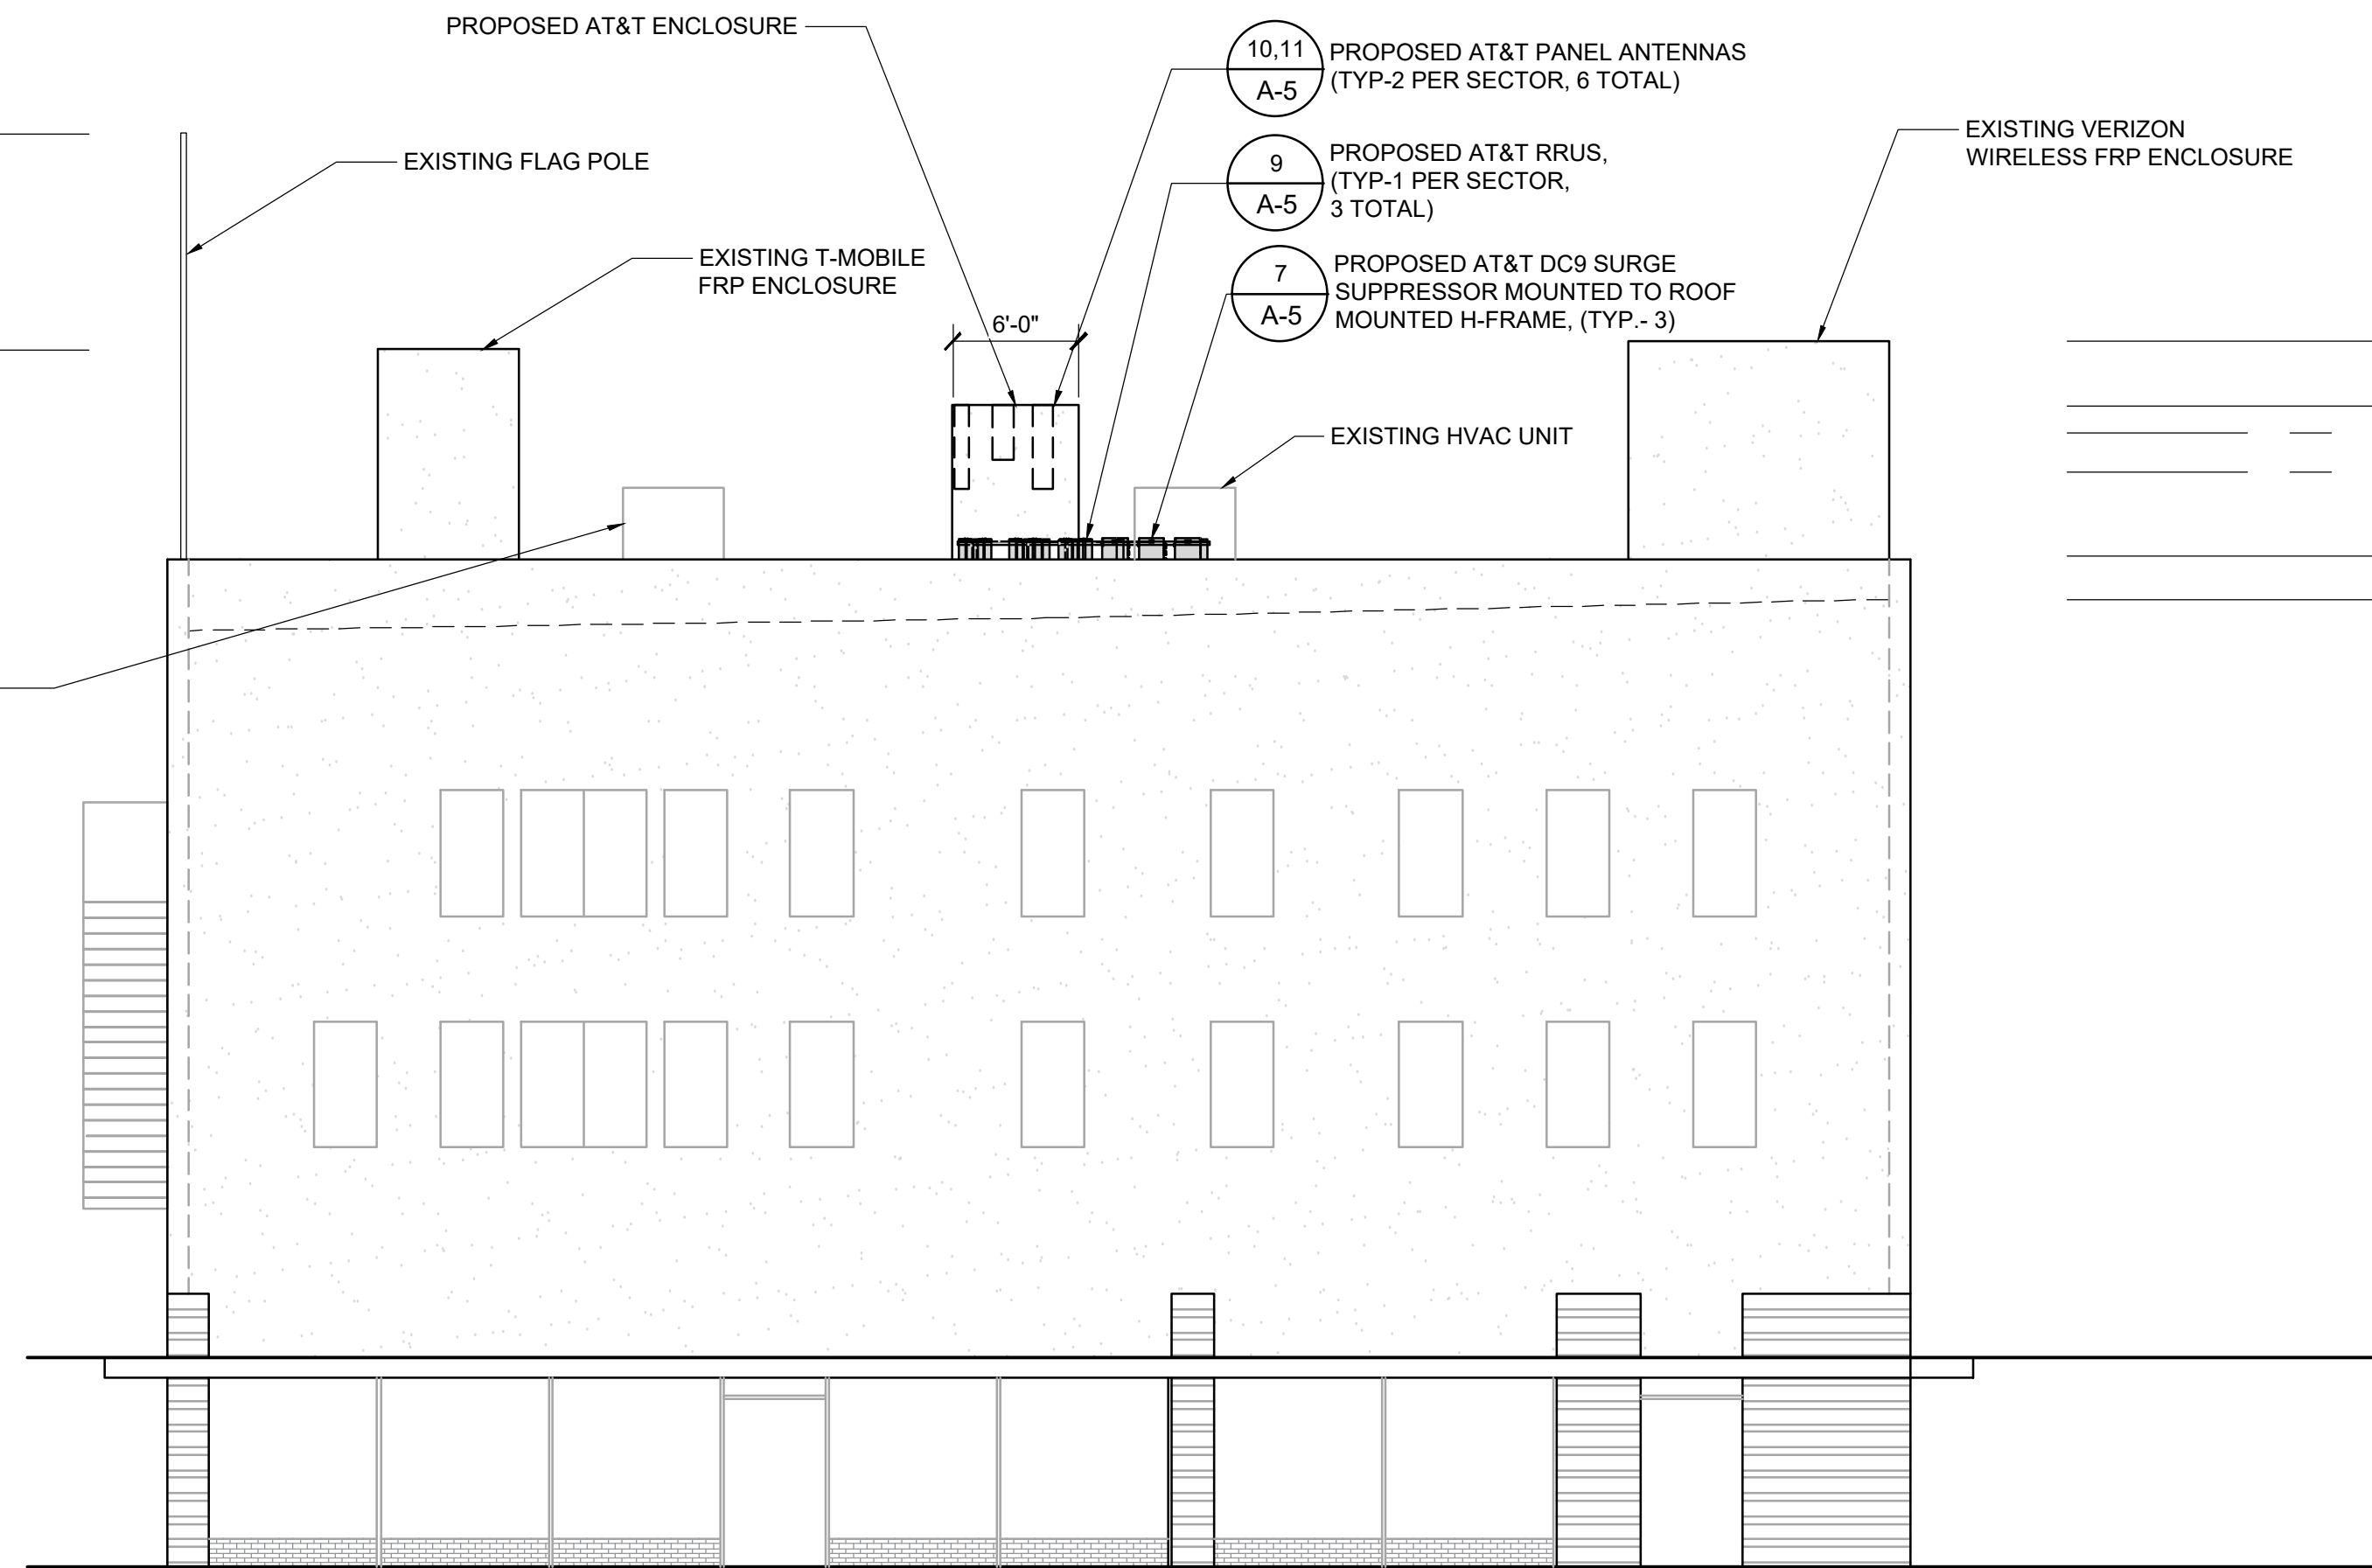 PROPOSED AT&T ENCLOSURE
10,11
A-5
PROPOSED AT&T PANEL ANTENNAS
(TYP-2 PER SECTOR, 6 TOTAL)
EXISTING FLAG POLE
9
A-5
PROPOSED AT&T RRUS,
(TYP-1 PER SECTOR,
3 TOTAL)
EXISTING VERIZON
WIRELESS FRP ENCLOSURE
EXISTING T-MOBILE
FRP ENCLOSURE
7
A-5
PROPOSED AT&T DC9 SURGE
SUPPRESSOR MOUNTED TO ROOF
MOUNTED H-FRAME, (TYP.- 3)
6'-0"
EXISTING HVAC UNIT